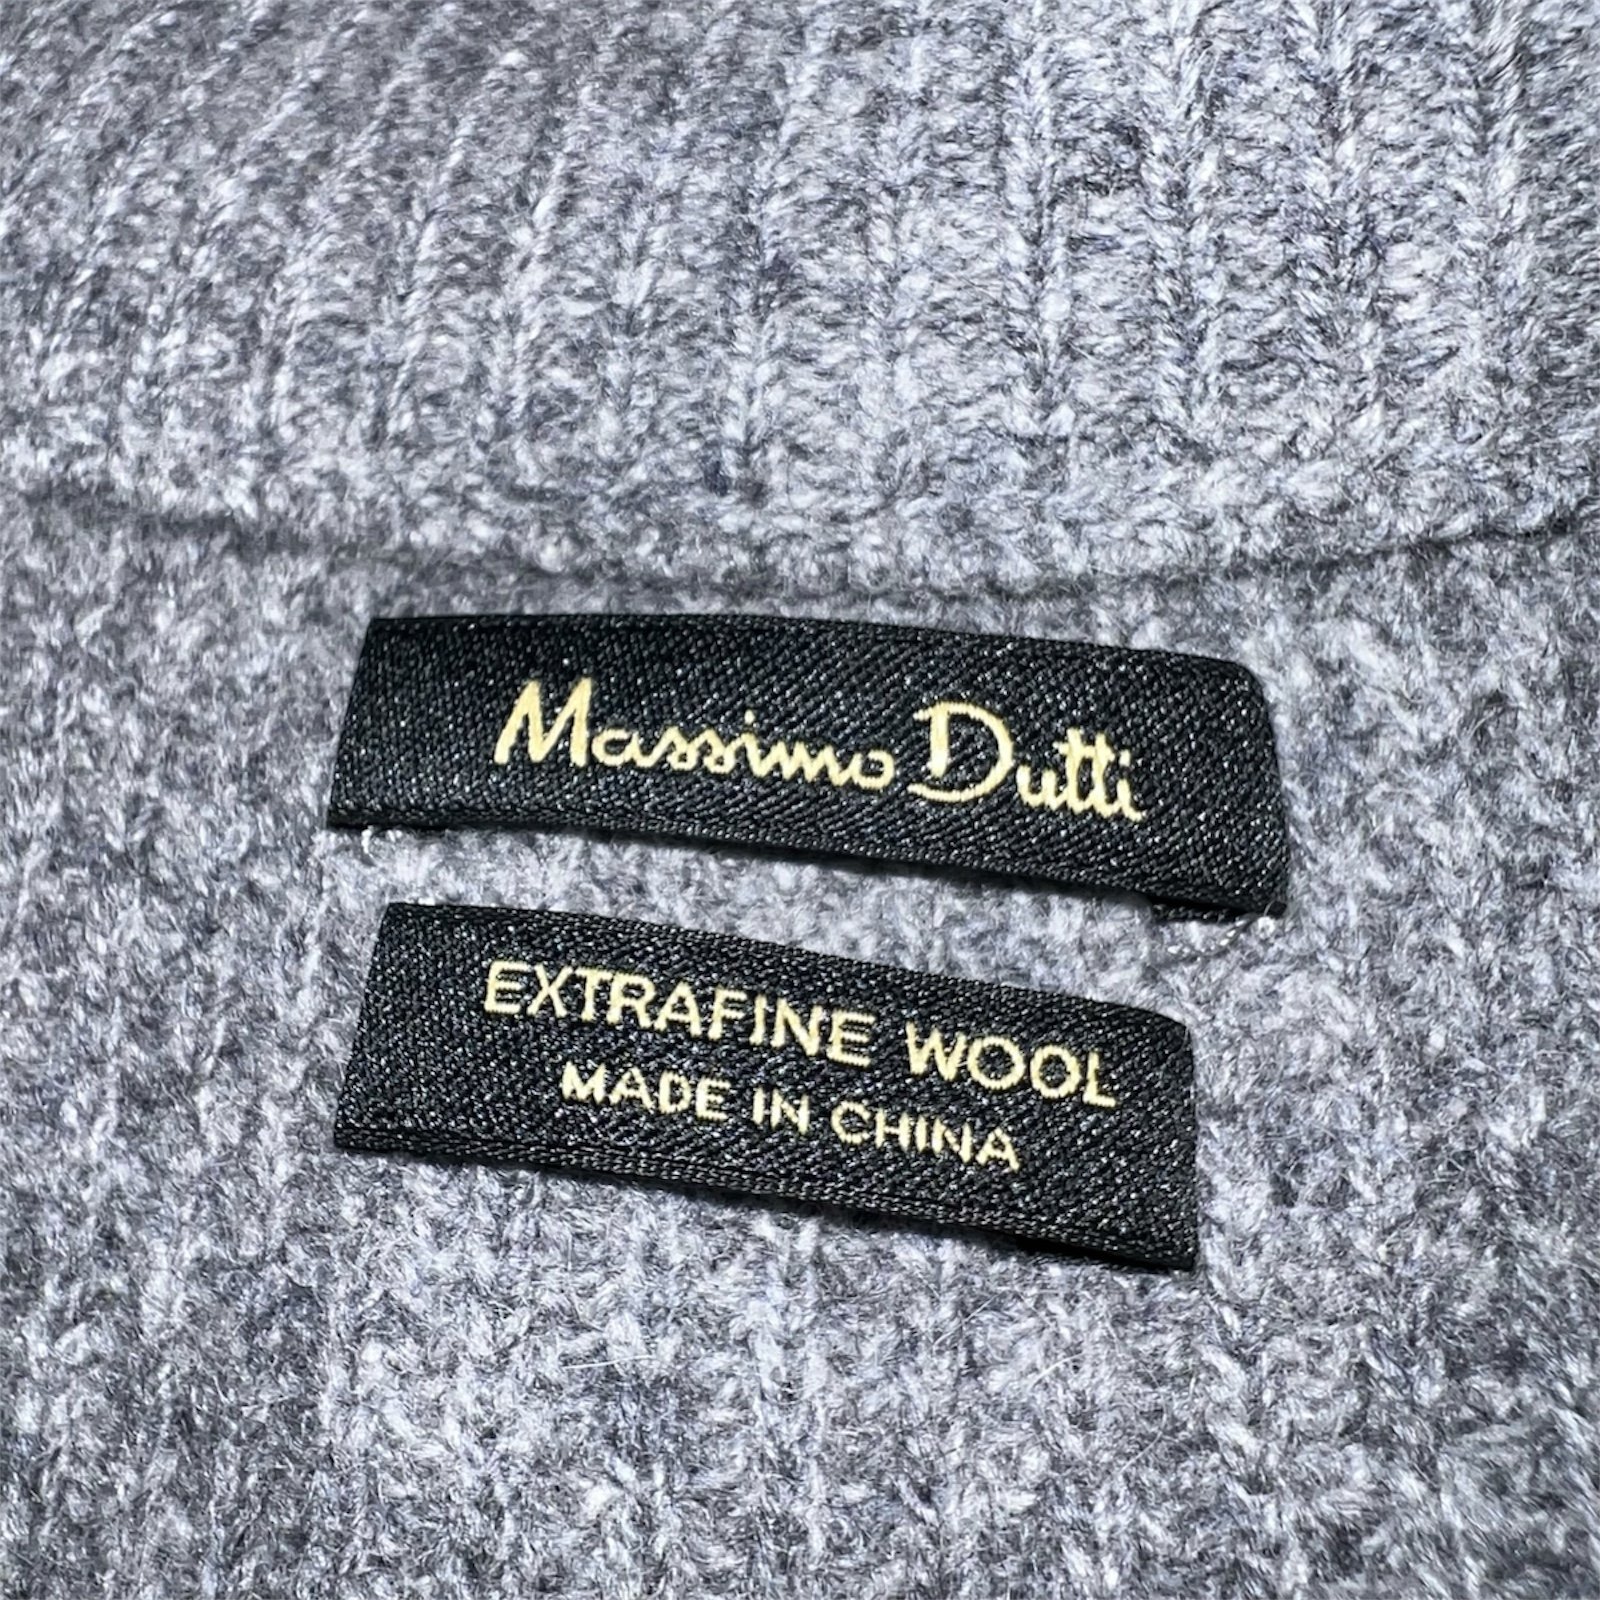 Massimo Dutti
EXTRAFINE WOOL
MADE IN CHINA